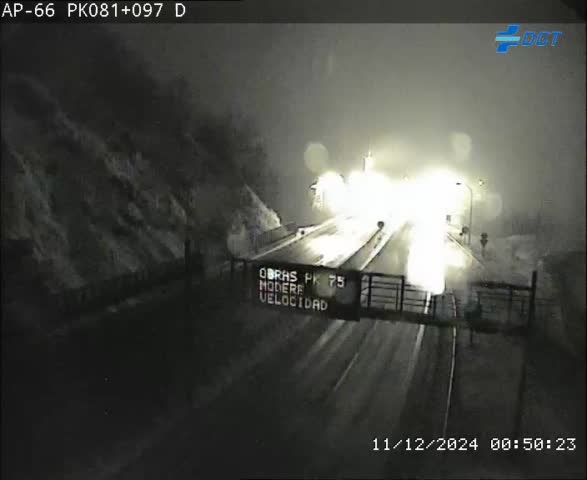 AP-66 PK081+097 D
DGT
OBRAS PK 75
MODERA
VELOCIDAD
11/12/2024 00:50:23